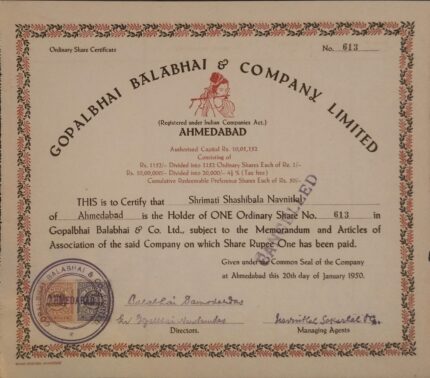 Ordinary Share Certificate No. 613
GOPALBHAI BALABHAI & COMPANY LIMITED
(Registered under Indian Companies Act.)
AHMEDABAD
Authorised Capital Rs. 10,01,152
Consisting of
Rs. 1152/- Divided into 1152 Ordinary Shares Each of Rs. 1/-
Rs. 10,00,000/- Divided into 20,000/- 4½ % (Tax free)
Cumulative Redeemable Preference Shares Each of Rs. 50/-
CANCELLED
THIS is to Certify that Shrimati Shashibala Navnitlal
of Ahmedabad is the Holder of ONE Ordinary Share No. 613 in
Gopalbhai Balabhai & Co. Ltd., subject to the Memorandum and Articles of
Association of the said Company on which Share Rupee One has been paid.
Given under the Common Seal of the Company
at Ahmedabad this 20th day of January 1950.
GOPALBHAI BALABHAI & COMPANY LIMITED
AHMEDABAD
Directors. Managing Agents